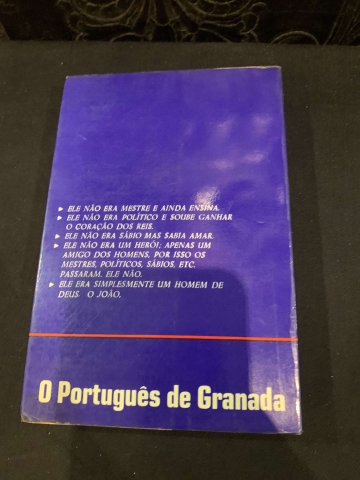 ► ELE NÃO ERA MESTRE E AINDA ENSINA.
► ELE NÃO ERA POLÍTICO E SOUBE GANHAR
O CORAÇÃO DOS REIS.
► ELE NÃO ERA SÁBIO MAS SABIA AMAR.
► ELE NÃO ERA UM HERÓI; APENAS UM
AMIGO DOS HOMENS, POR ISSO OS
MESTRES, POLÍTICOS, SÁBIOS, ETC.
PASSARAM. ELE NÃO.
► ELE ERA SIMPLESMENTE UM HOMEM DE
DEUS O JOÃO.
O Português de Granada